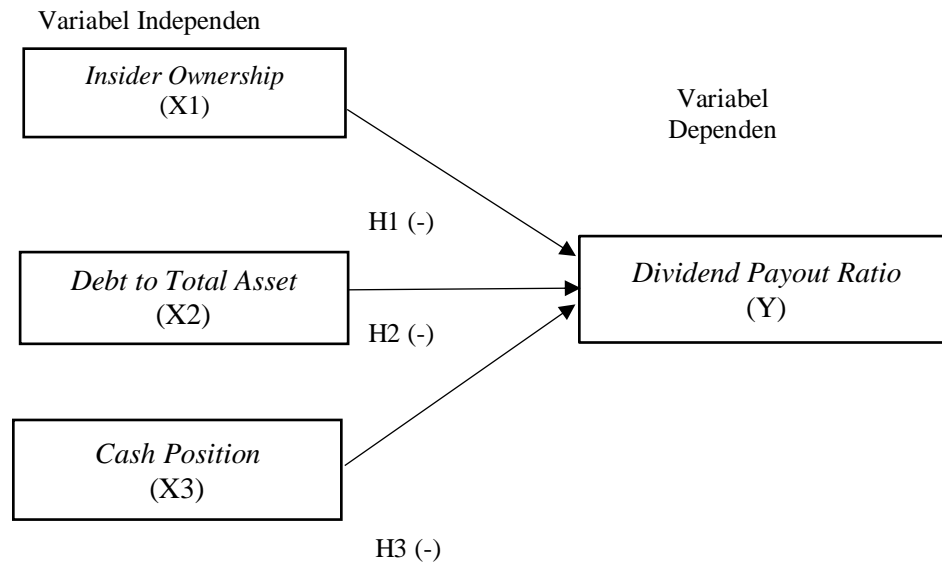 Variabel Independen
Insider Ownership
(X1)
Variabel
Dependen
H1 (-)
Debt to Total Asset
(X2)
Dividend Payout Ratio
(Y)
H2 (-)
Cash Position
(X3)
H3 (-)